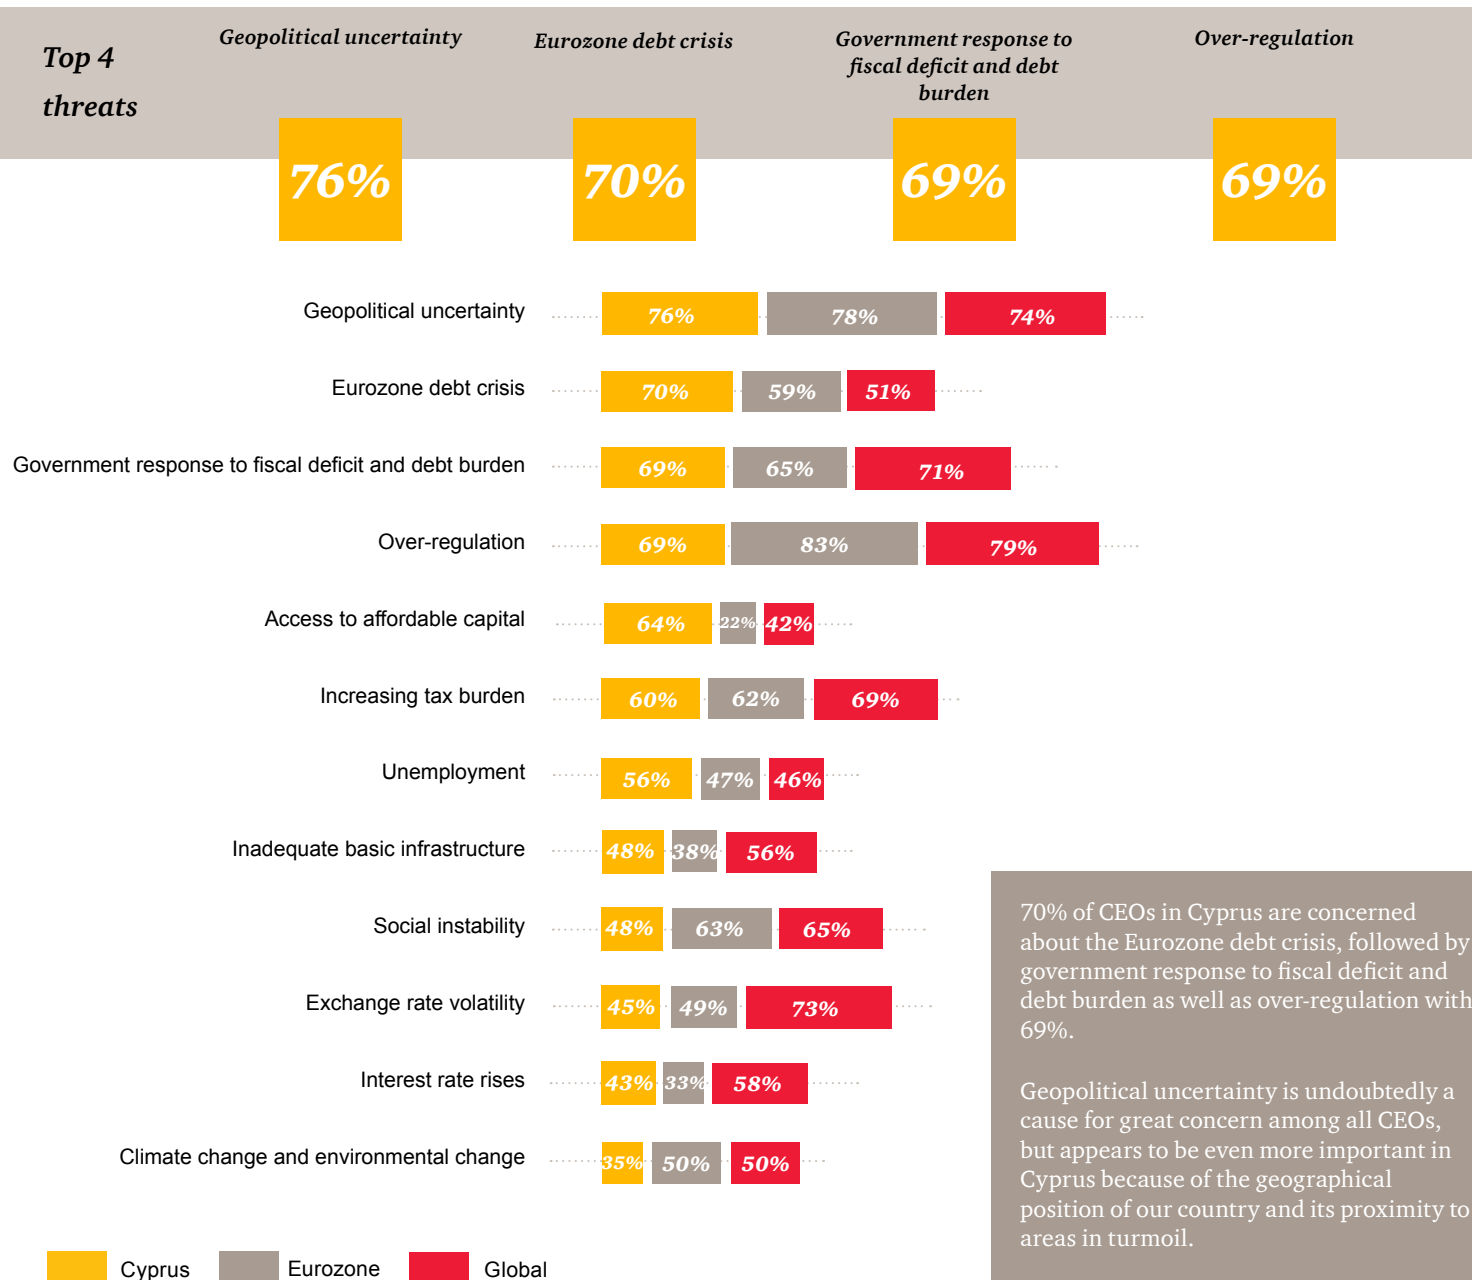 Top 4
threats
Geopolitical uncertainty
Eurozone debt crisis
Government response to
fiscal deficit and debt
burden
Over-regulation
76%
70%
69%
69%
Geopolitical uncertainty 76% 78% 74%
Eurozone debt crisis 70% 59% 51%
Government response to fiscal deficit and debt burden 69% 65% 71%
Over-regulation 69% 83% 79%
Access to affordable capital 64% 22% 42%
Increasing tax burden 60% 62% 69%
Unemployment 56% 47% 46%
Inadequate basic infrastructure 48% 38% 56%
Social instability 48% 63% 65%
Exchange rate volatility 45% 49% 73%
Interest rate rises 43% 33% 58%
Climate change and environmental change 35% 50% 50%
70% of CEOs in Cyprus are concerned
about the Eurozone debt crisis, followed by
government response to fiscal deficit and
debt burden as well as over-regulation with
69%.
Geopolitical uncertainty is undoubtedly a
cause for great concern among all CEOs,
but appears to be even more important in
Cyprus because of the geographical
position of our country and its proximity to
areas in turmoil.
Cyprus Eurozone Global